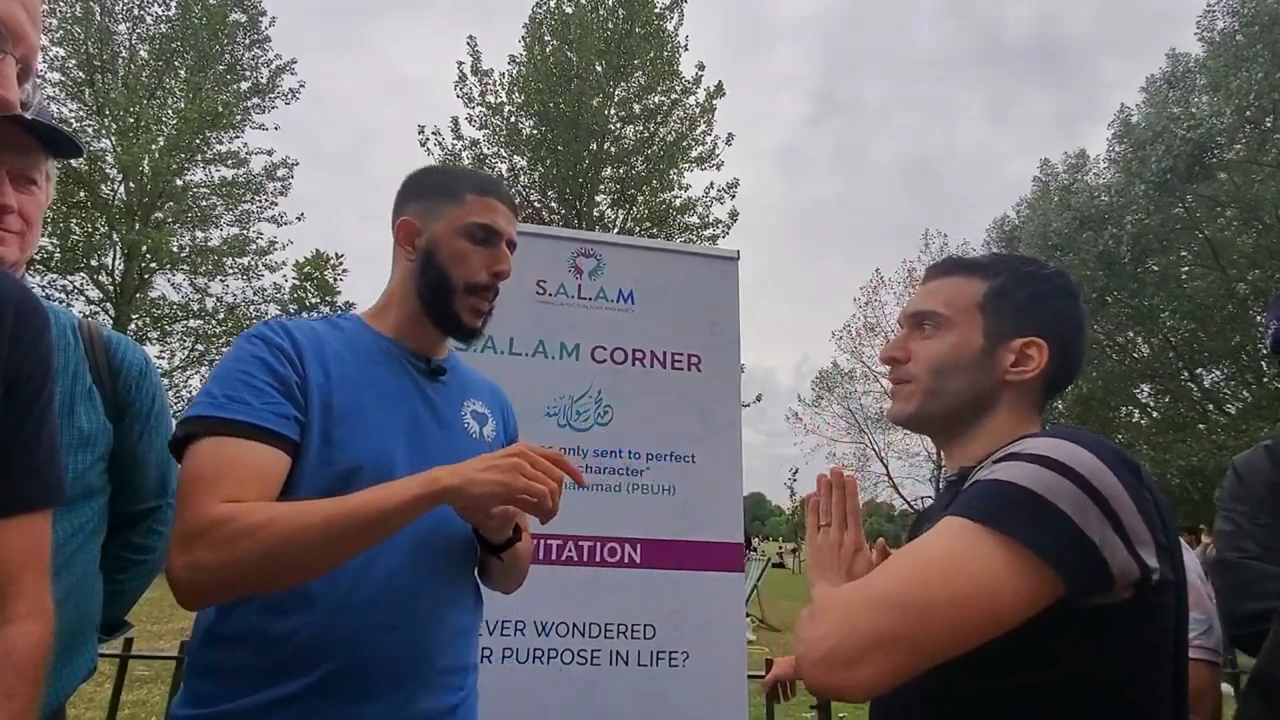 S.A.L.A.M
S.A.L.A.M CORNER
محمد رسول الله
only sent to perfect
character"
(PBUH)
VITATION
EVER WONDERED
R PURPOSE IN LIFE?